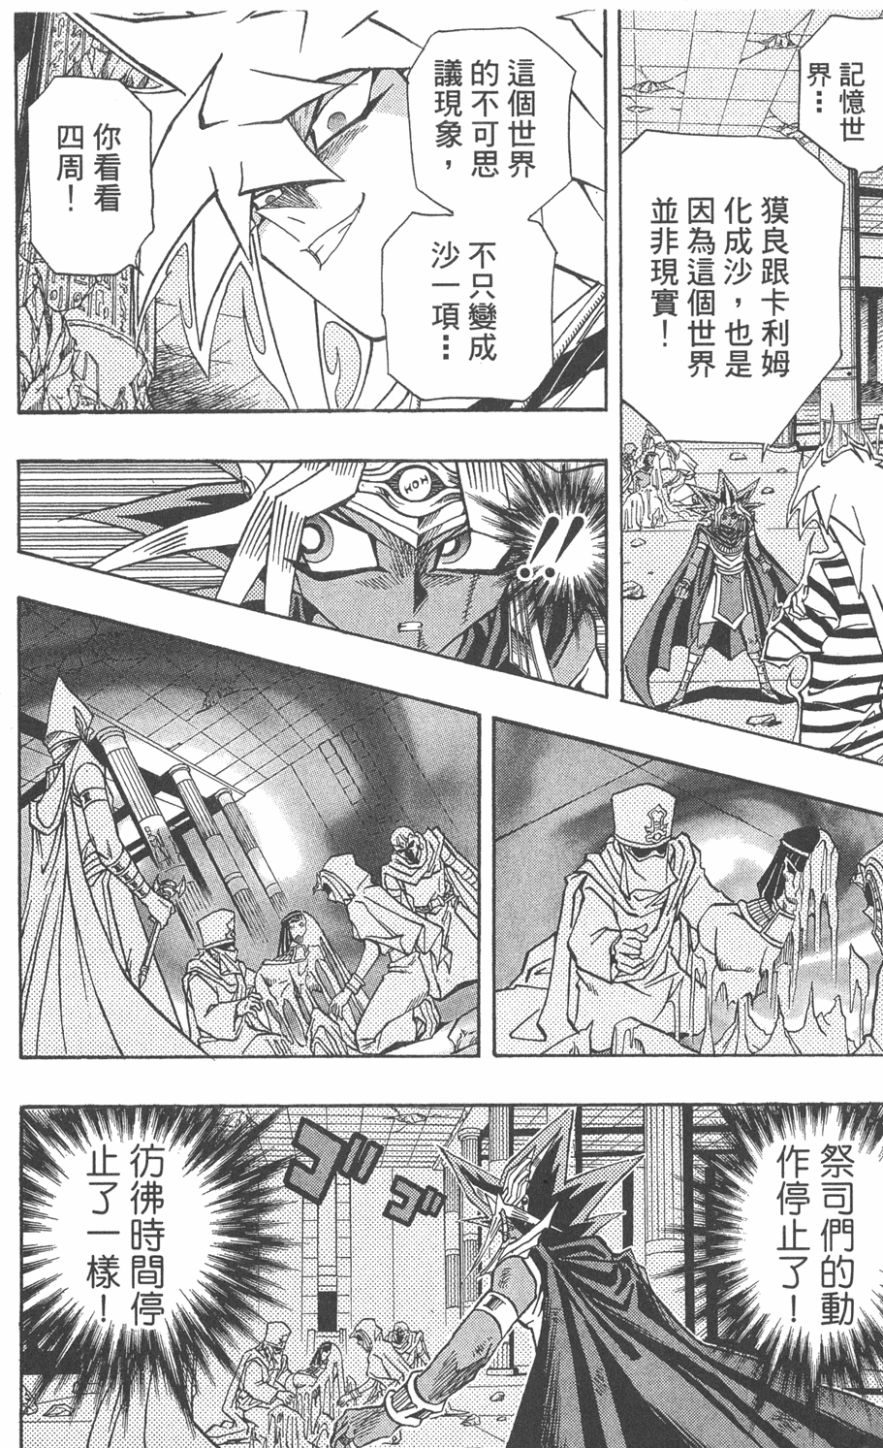 記憶世
界⋯
獏良跟卡利姆
化成沙，也是
因為這個世界
並非現實！
這個世界
的不可思
議現象，
不只變成
沙一項⋯
你看看
四周！
!!
祭司們的動
作停止了！
ゴゴ
彷彿時間停
止了一樣！